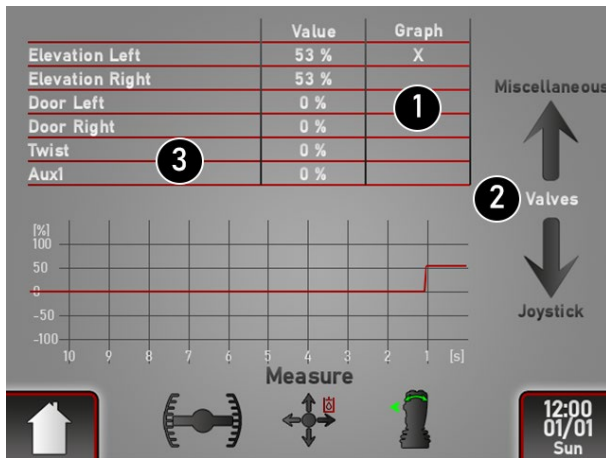 Value Graph
Elevation Left 53 % X
Elevation Right 53 %
Door Left 0 %
Door Right 0 %
Twist 0 %
Aux1 0 %
1
2
3
Miscellaneous
Valves
Joystick
[%]
100
50
0
-50
-100
10 9 8 7 6 5 4 3 2 1 [s]
Measure
12:00
01/01
Sun